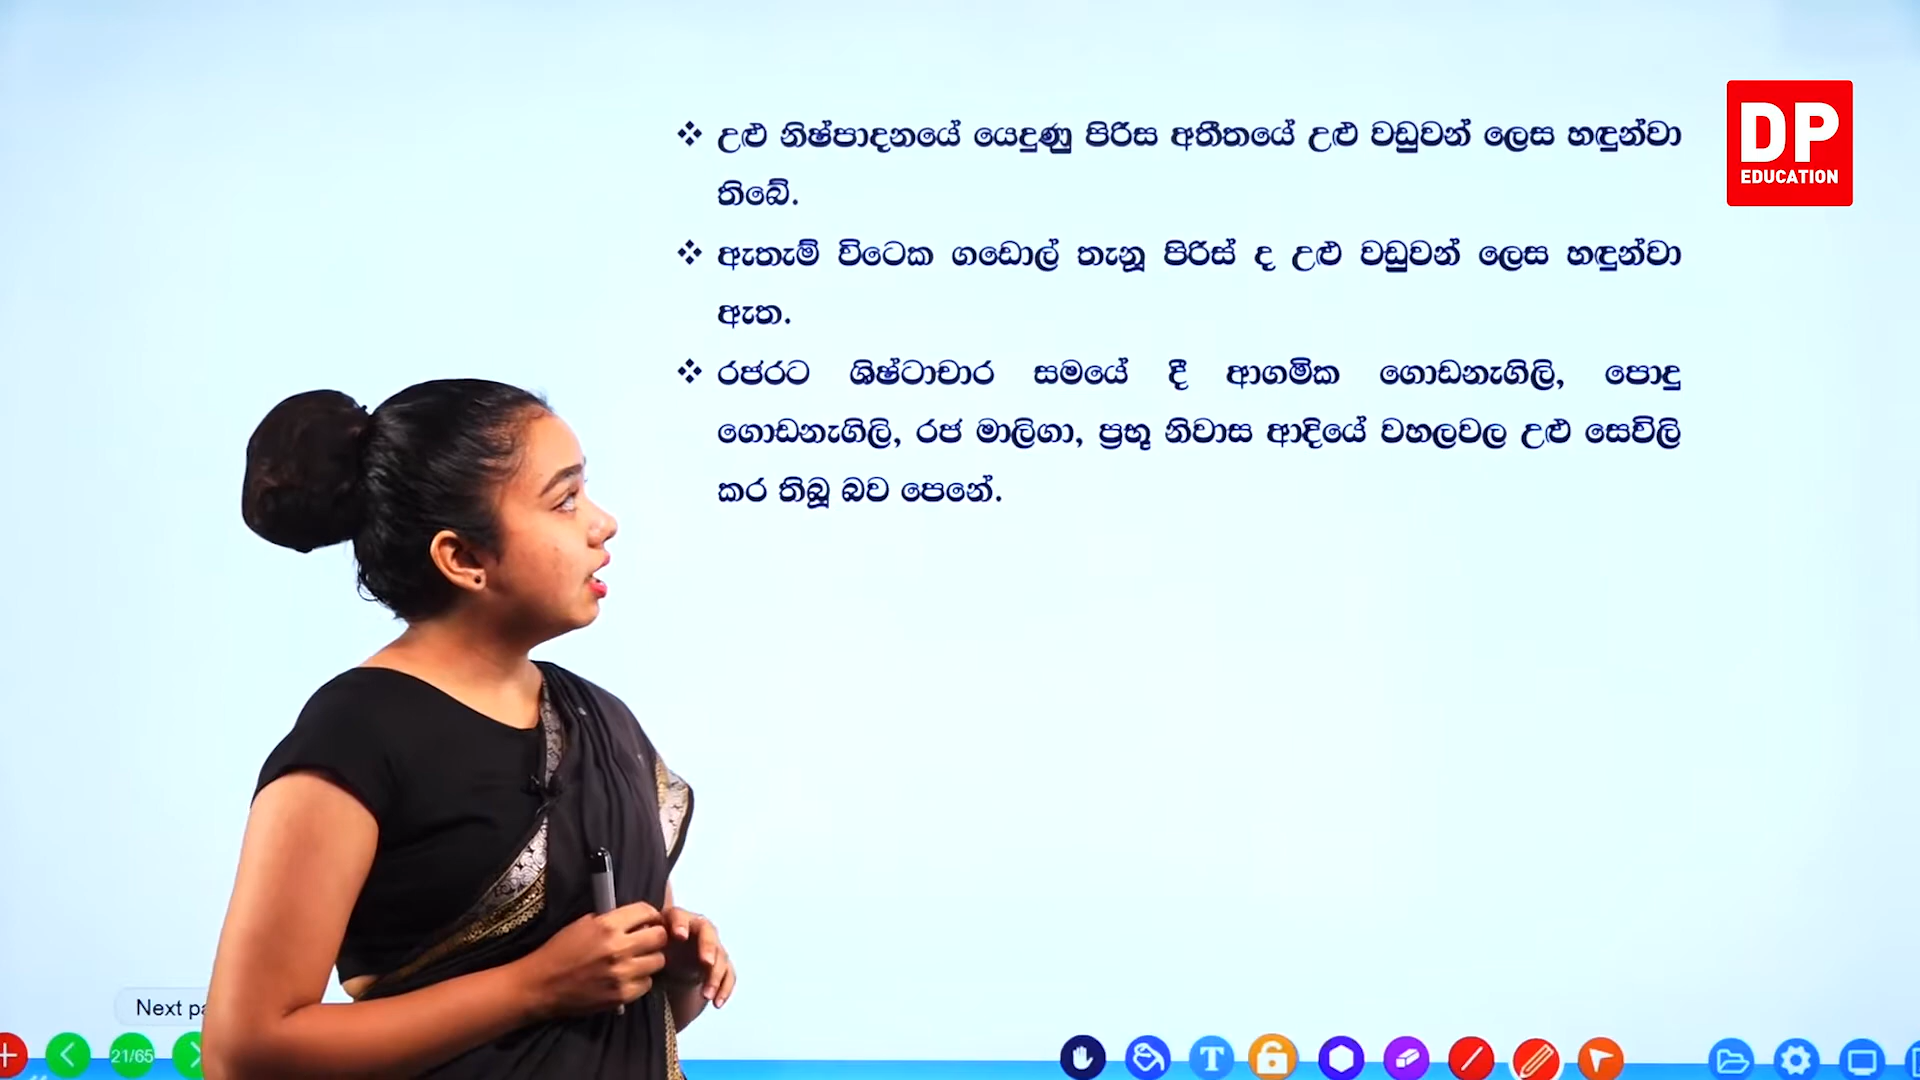 ❖ උළු නිෂ්පාදනයේ යෙදුණු පිරිස අතීතයේ උළු වඩුවන් ලෙස හඳුන්වා
තිබේ.
❖ ඇතැම් විටෙක ගඩොල් තැනූ පිරිස් ද උළු වඩුවන් ලෙස හඳුන්වා
ඇත.
❖ රජරට ශිෂ්ටාචාර සමයේ දී ආගමික ගොඩනැගිලි, පොදු
ගොඩනැගිලි, රජ මාලිගා, ප්‍රභූ නිවාස ආදියේ වහලවල උළු සෙවිලි
කර තිබූ බව පෙනේ.
DP
EDUCATION
Next pa
21/65
T